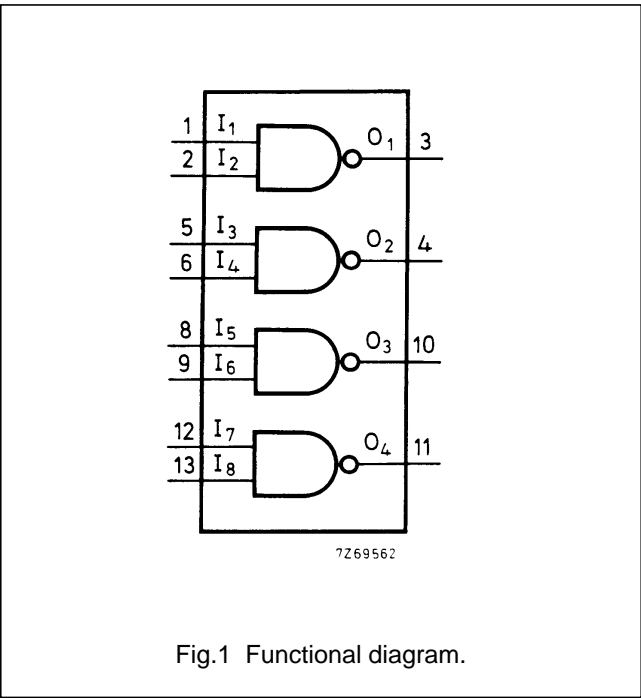 1 I1 O1 3
2 I2
5 I3 O2 4
6 I4
8 I5 O3 10
9 I6
12 I7 O4 11
13 I8
7Z69562
Fig.1 Functional diagram.